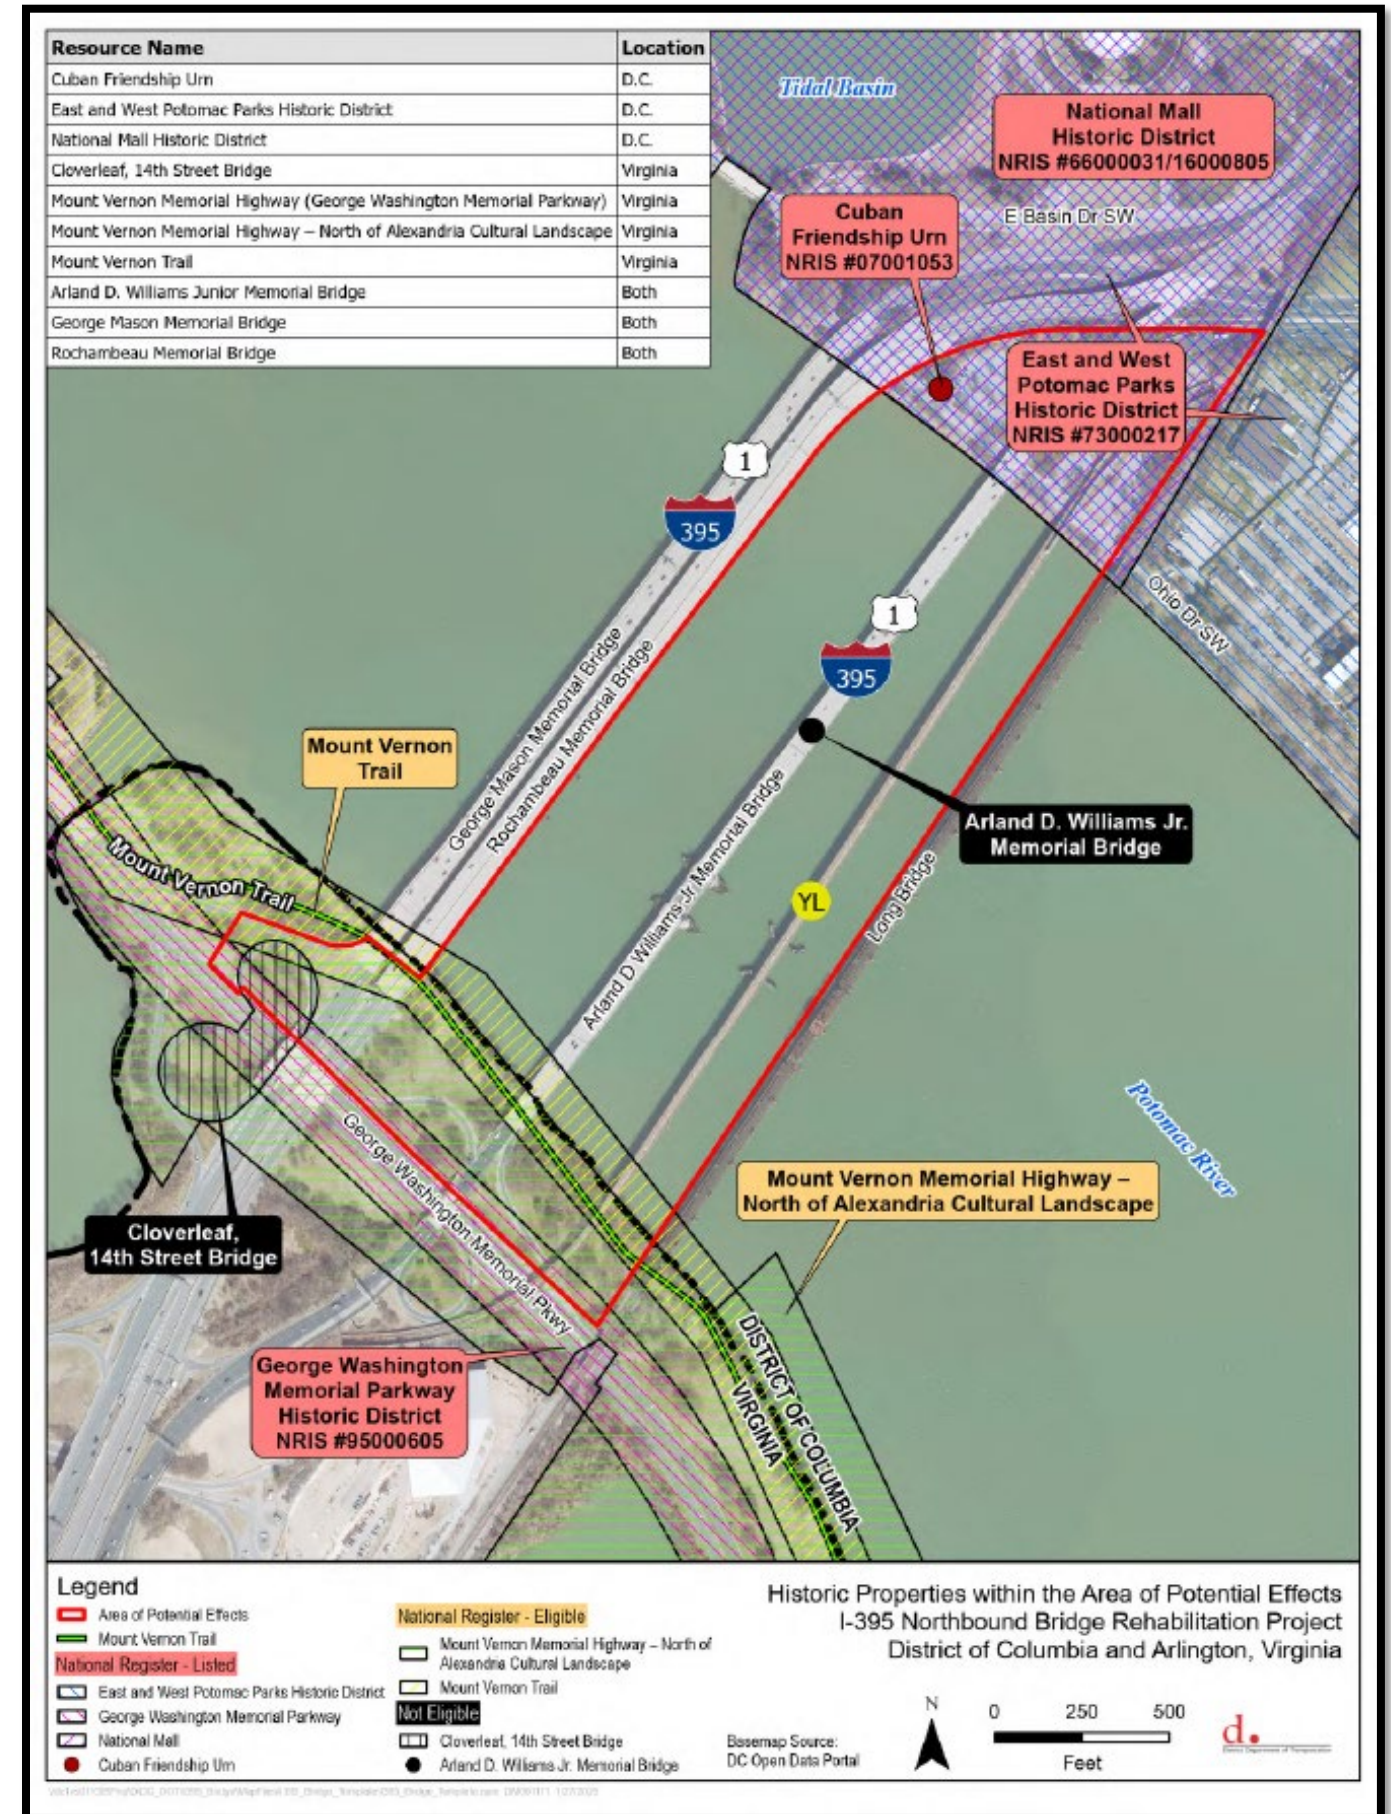 Resource Name Location
Cuban Friendship Urn D.C.
East and West Potomac Parks Historic District D.C.
National Mall Historic District D.C.
Cloverleaf, 14th Street Bridge Virginia
Mount Vernon Memorial Highway (George Washington Memorial Parkway) Virginia
Mount Vernon Memorial Highway – North of Alexandria Cultural Landscape Virginia
Mount Vernon Trail Virginia
Arland D. Williams Junior Memorial Bridge Both
George Mason Memorial Bridge Both
Rochambeau Memorial Bridge Both
Tidal Basin
National Mall
Historic District
NRIS #66000031/16000805
Cuban
Friendship Urn
NRIS #07001053
E Basin Dr SW
East and West
Potomac Parks
Historic District
NRIS #73000217
1
395
Ohio Dr SW
1
395
George Mason Memorial Bridge
Rochambeau Memorial Bridge
Mount Vernon
Trail
Arland D. Williams Jr.
Memorial Bridge
Mount Vernon Trail
YL
Long Bridge
Arland D Williams Jr Memorial Bridge
Potomac River
George Washington Memorial Pkwy
Mount Vernon Memorial Highway –
North of Alexandria Cultural Landscape
Cloverleaf,
14th Street Bridge
DISTRICT OF COLUMBIA
VIRGINIA
George Washington
Memorial Parkway
Historic District
NRIS #95000605
Legend
Area of Potential Effects
Mount Vernon Trail
National Register - Listed
East and West Potomac Parks Historic District
George Washington Memorial Parkway
National Mall
Cuban Friendship Urn
National Register - Eligible
Mount Vernon Memorial Highway – North of
Alexandria Cultural Landscape
Mount Vernon Trail
Not Eligible
Cloverleaf, 14th Street Bridge
Arland D. Williams Jr. Memorial Bridge
Historic Properties within the Area of Potential Effects
I-395 Northbound Bridge Rehabilitation Project
District of Columbia and Arlington, Virginia
Basemap Source:
DC Open Data Portal
N
0 250 500
Feet
d.